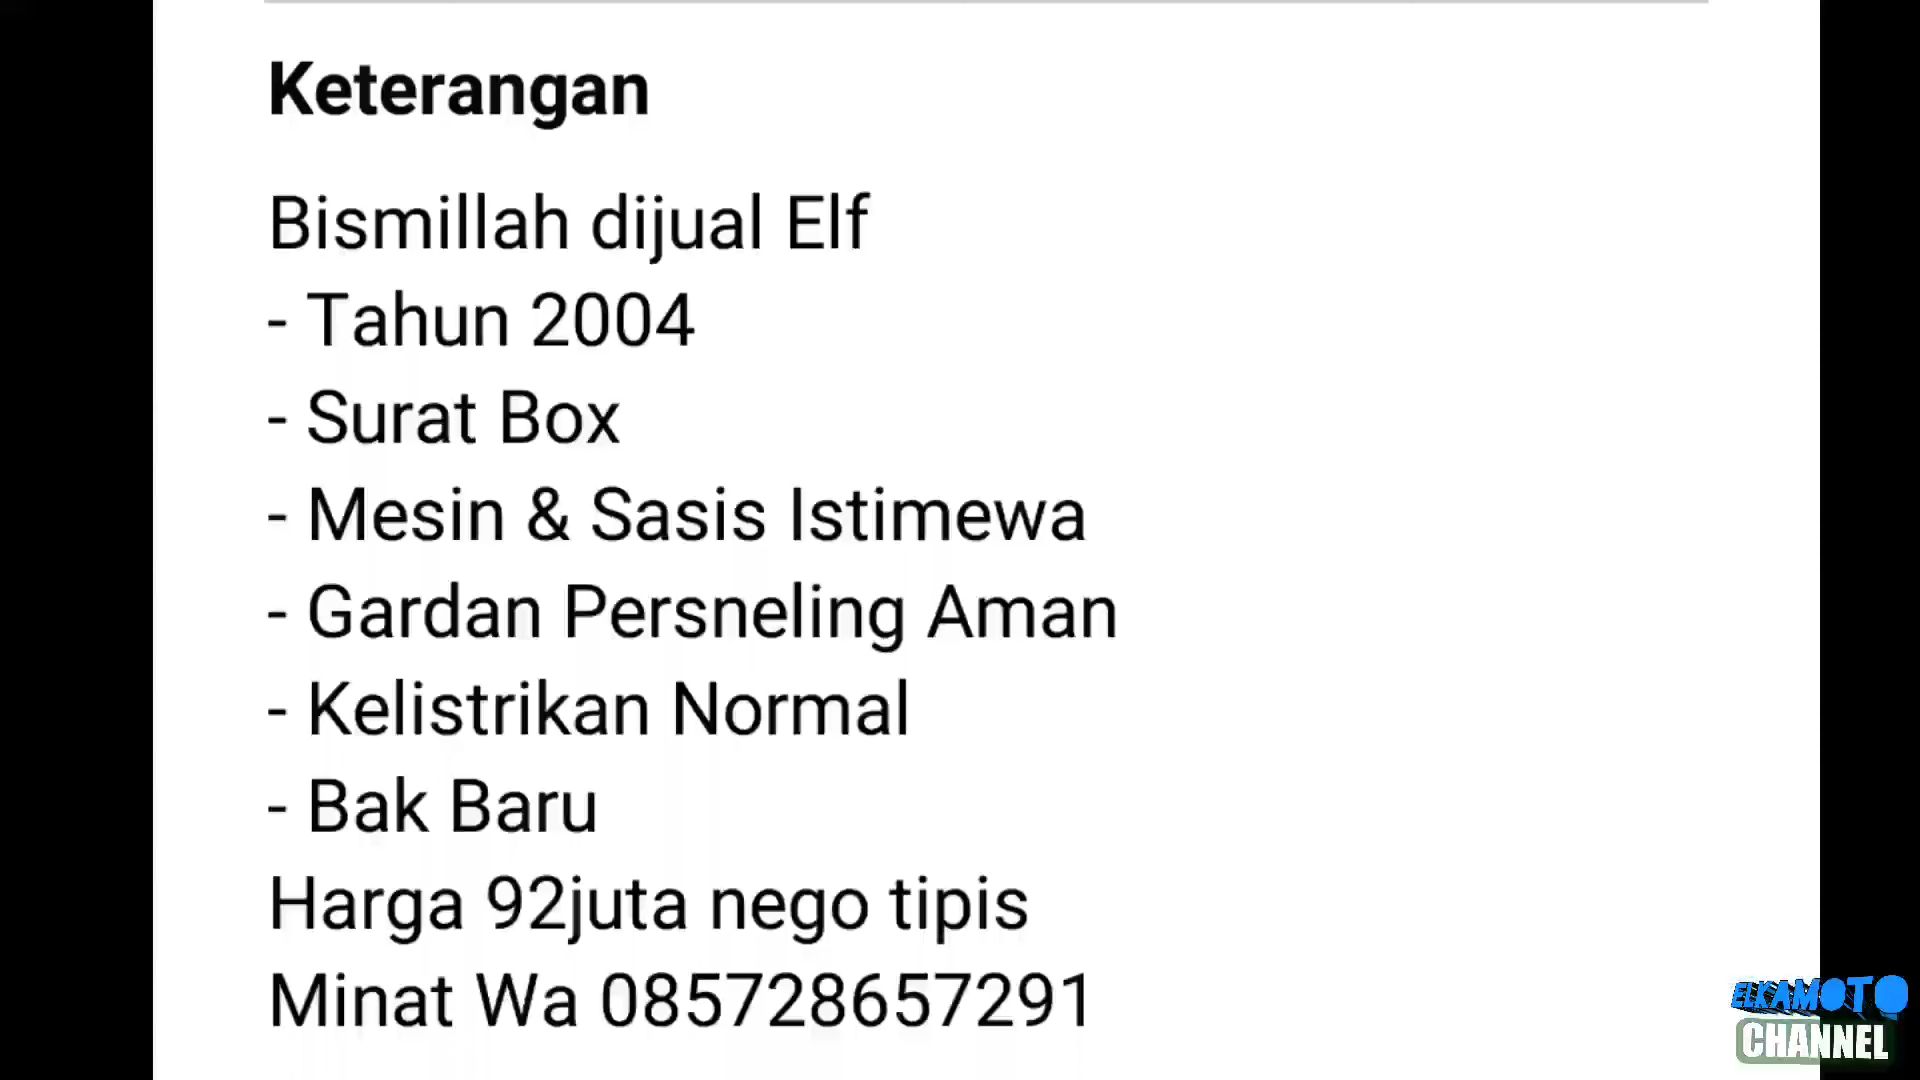 Keterangan
Bismillah dijual Elf
- Tahun 2004
- Surat Box
- Mesin & Sasis Istimewa
- Gardan Persneling Aman
- Kelistrikan Normal
- Bak Baru
Harga 92juta nego tipis
Minat Wa 085728657291
ELKAMOTO
CHANNEL